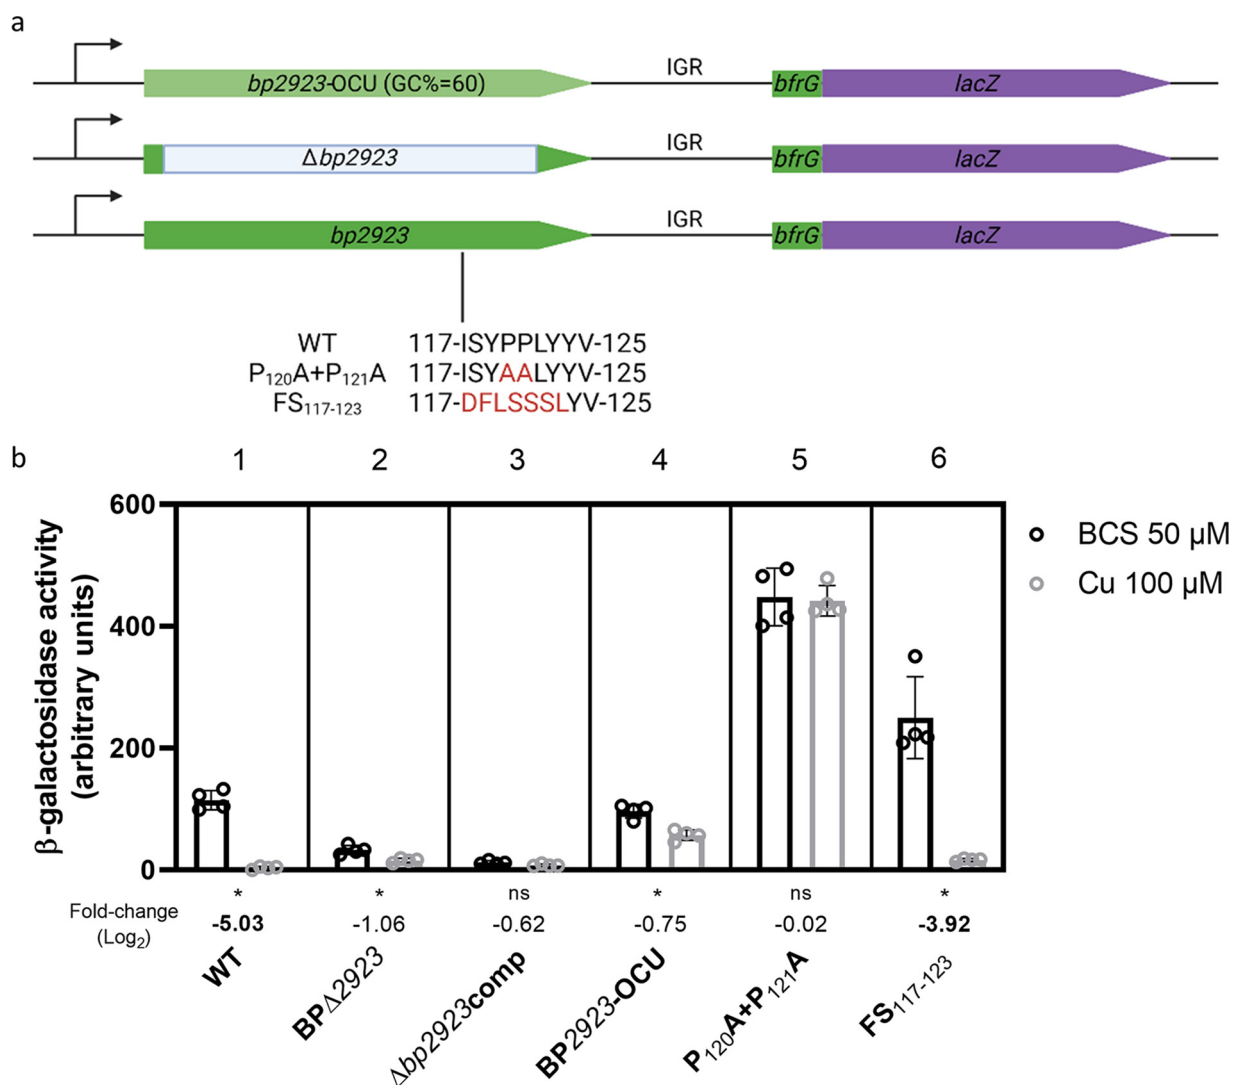 a
bp2923-OCU (GC%=60) IGR bfrG lacZ
Δbp2923 IGR bfrG lacZ
bp2923 IGR bfrG lacZ
WT 117-ISYPPLYYV-125
P120A+P121A 117-ISYAALYYV-125
FS117-123 117-DFLSSSLYV-125
b
1 2 3 4 5 6
β-galactosidase activity
(arbitrary units)
600
400
200
0
BCS 50 µM
Cu 100 µM
* * ns * ns *
Fold-change
(Log2)
-5.03 -1.06 -0.62 -0.75 -0.02 -3.92
WT
BPΔ2923
Δbp2923comp
BP2923-OCU
P120A+P121A
FS117-123